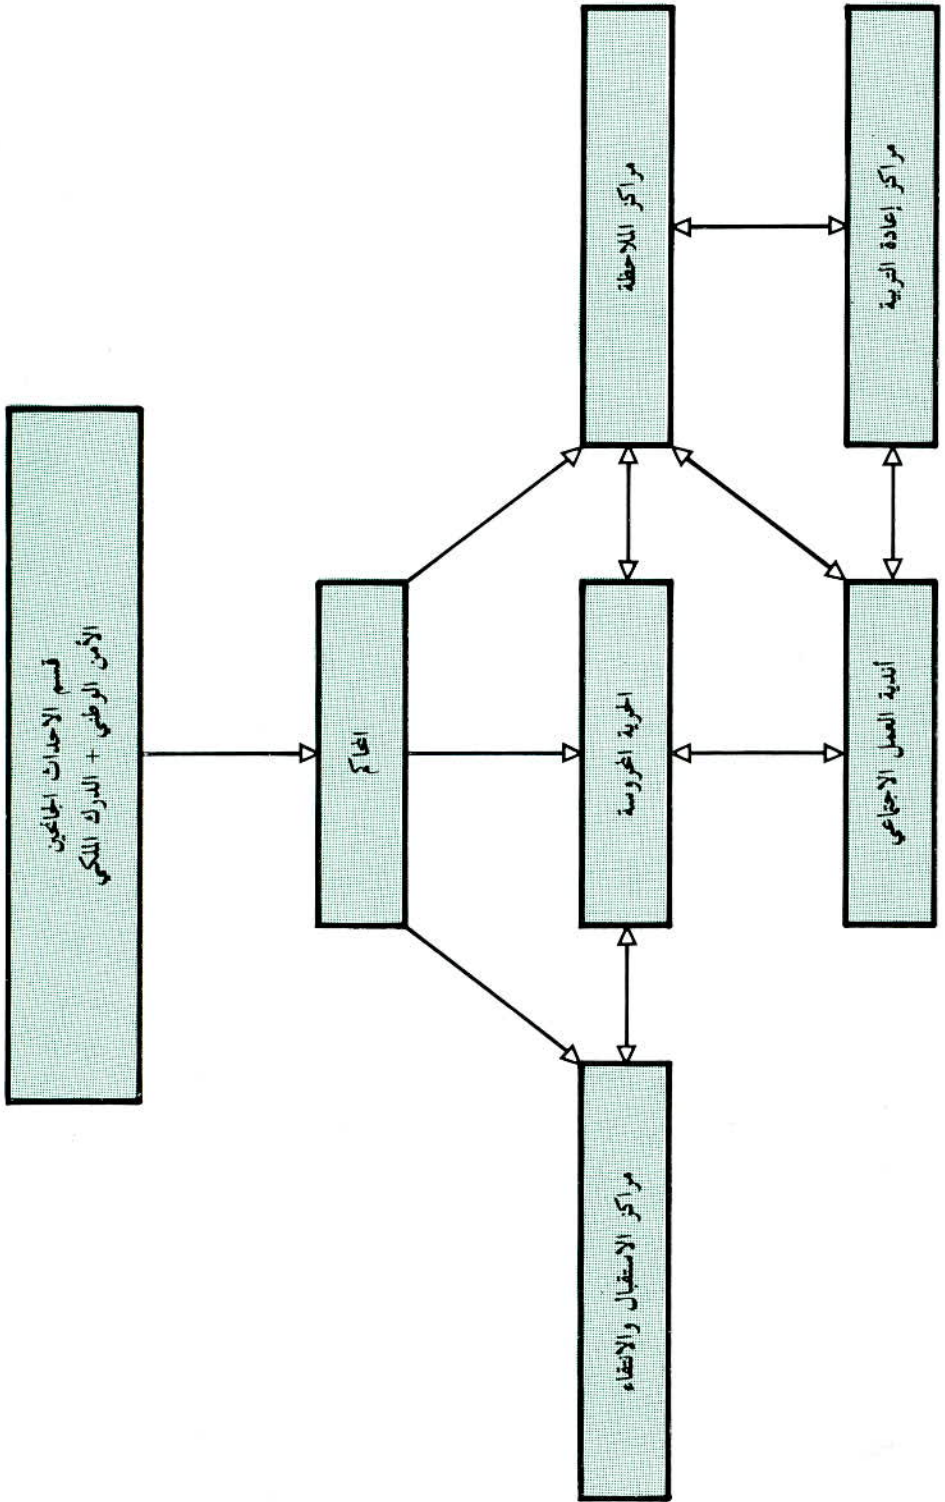 قسم الاحداث الجانحين
الأمن الوطني + الدرك الملكي
المحاكم
مراكز الملاحظة
الحرية المحروسة
مراكز الاستقبال والانتقاء
مراكز إعادة التربية
أندية العمل الاجتماعي